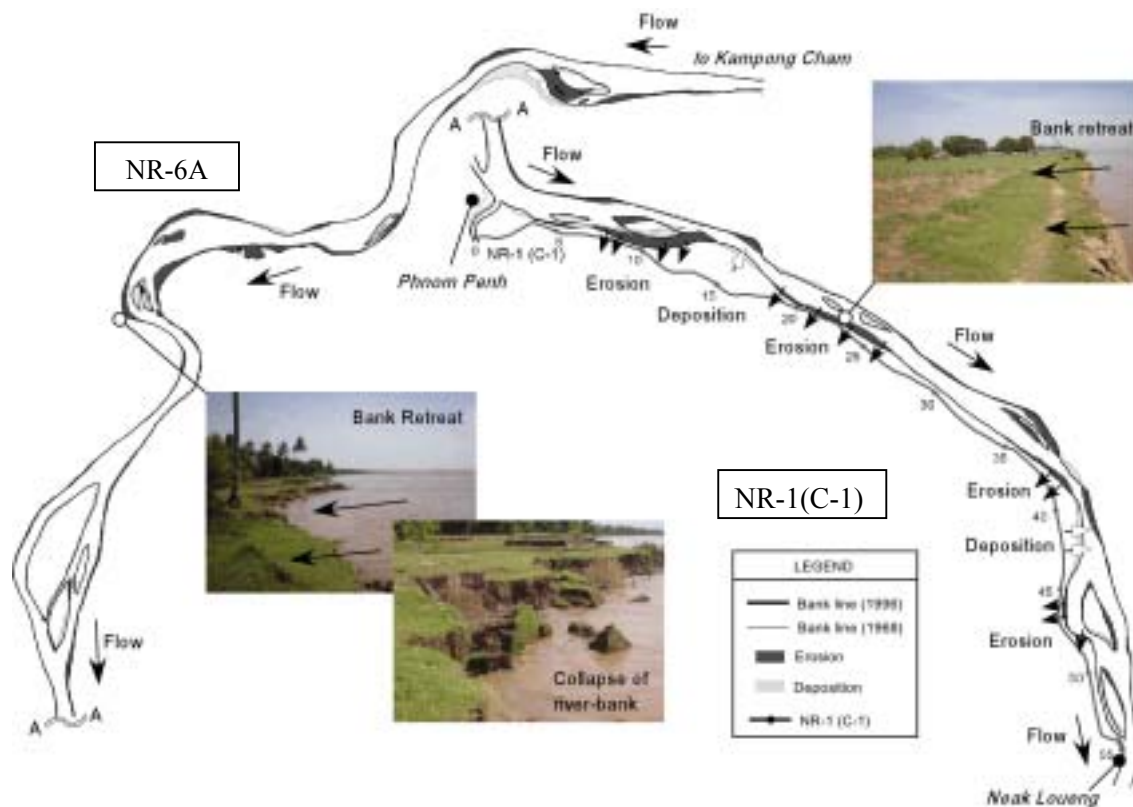 Flow
to Kampong Cham
A
A
NR-6A
Flow
Bank retreat
Phnom Penh
0
NR-1 (C-1)
5
10
Erosion
Flow
15
Deposition
20
Erosion
25
Flow
30
Bank Retreat
35
NR-1(C-1)
Erosion
40
Deposition
LEGEND
Bank line (1996)
Bank line (1968)
Erosion
Deposition
NR-1 (C-1)
45
Erosion
50
Flow
Collapse of
river-bank
Flow
A
A
55
Neak Loueng